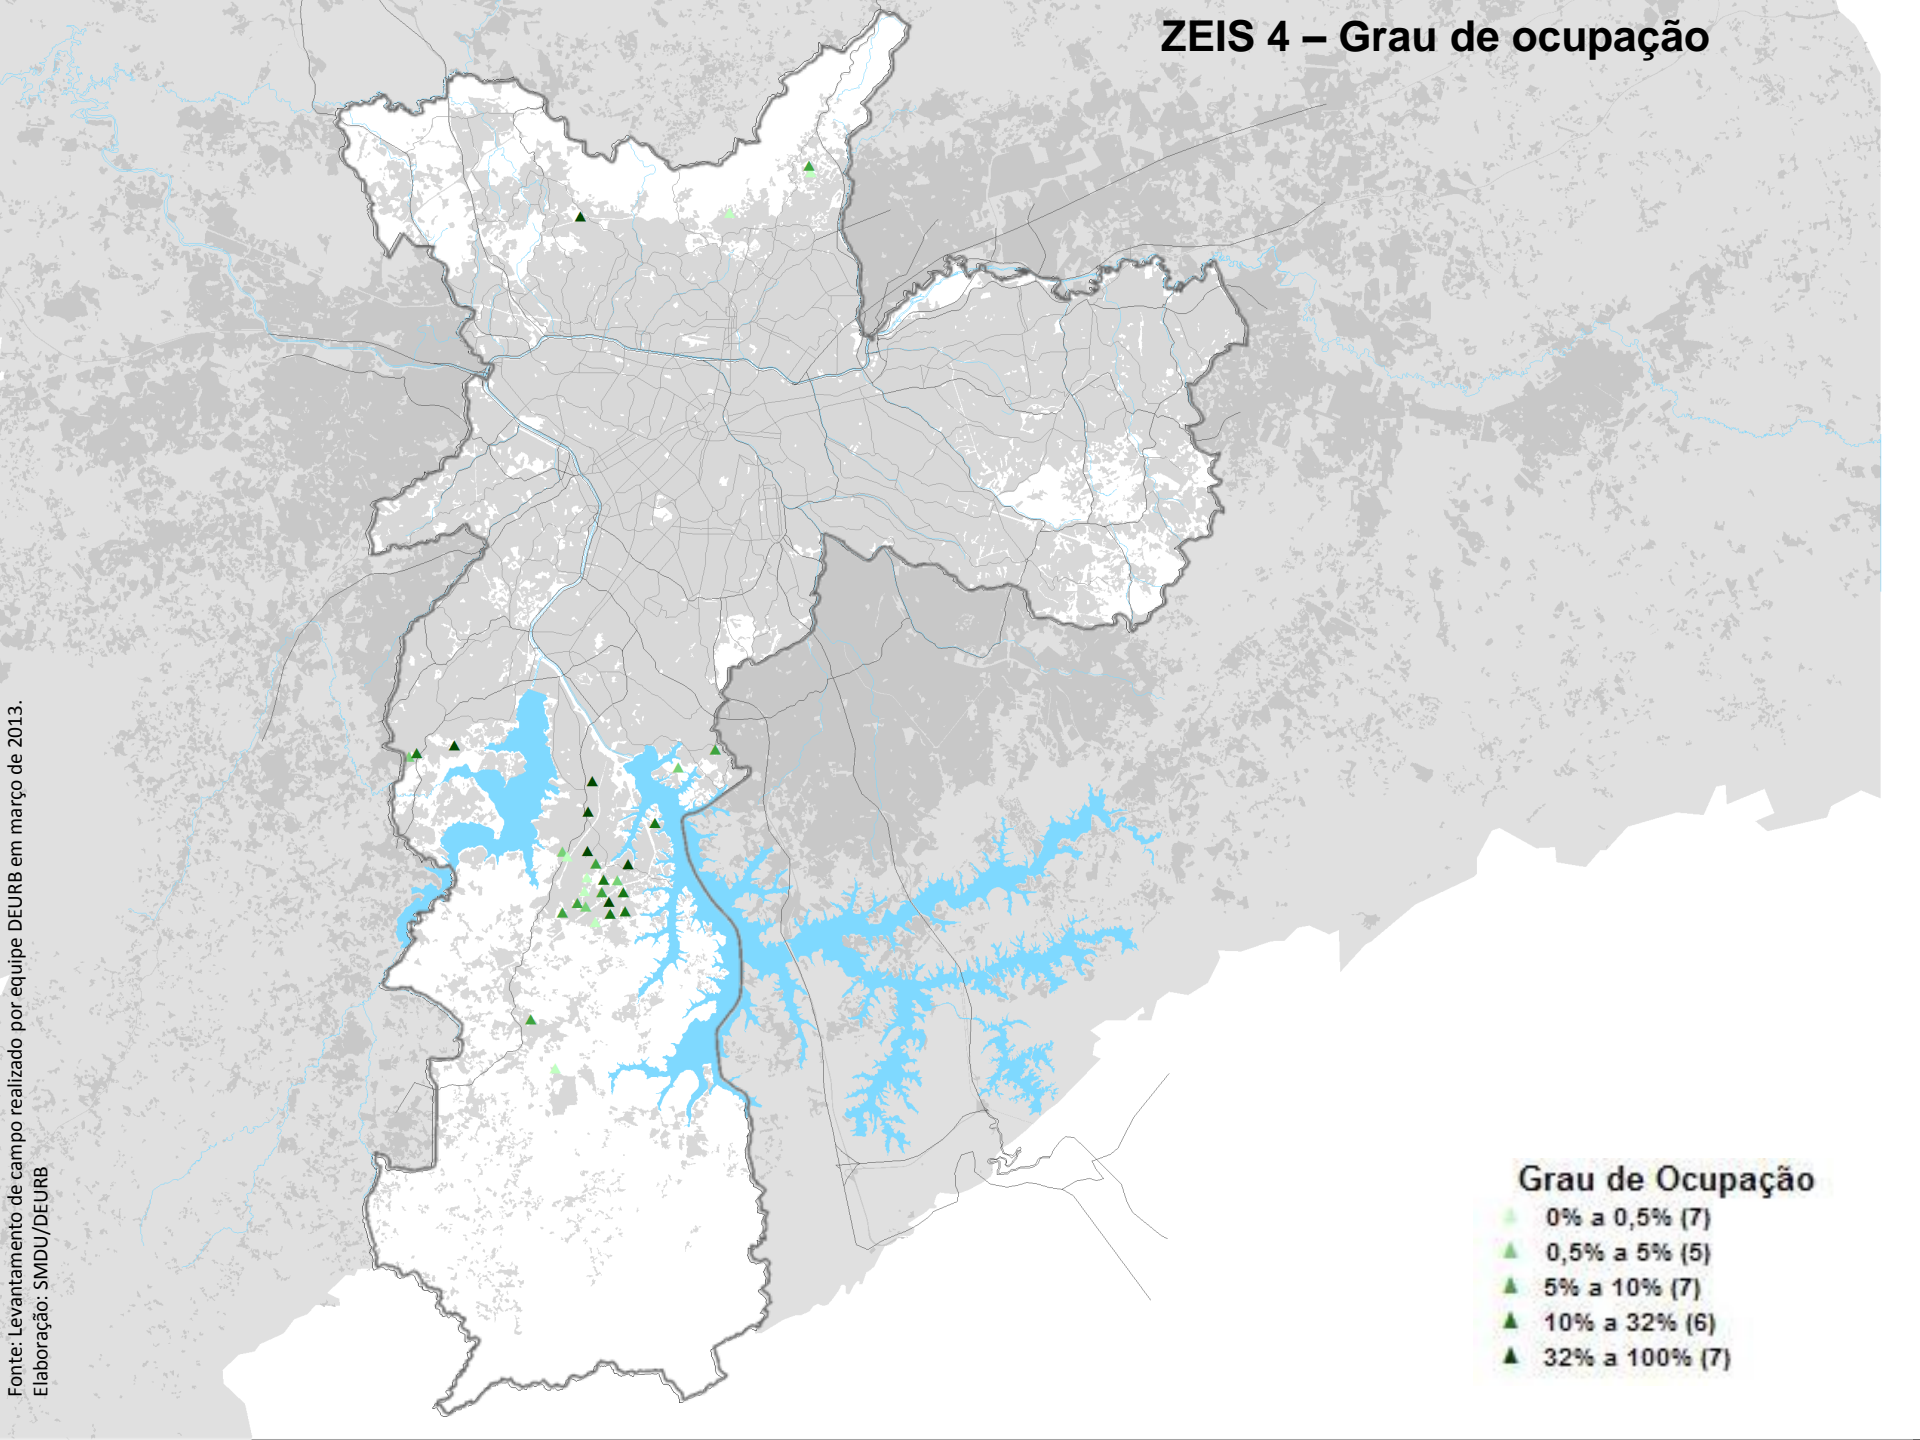 ZEIS 4 – Grau de ocupação
Fonte: Levantamento de campo realizado por equipe DEURB em março de 2013.
Elaboração: SMDU/DEURB
Grau de Ocupação
0% a 0,5% (7)
0,5% a 5% (5)
5% a 10% (7)
10% a 32% (6)
32% a 100% (7)